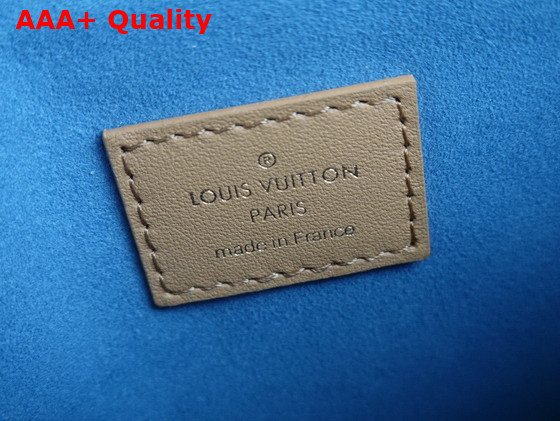 AAA+ Quality
®
LOUIS VUITTON
PARIS
made in France